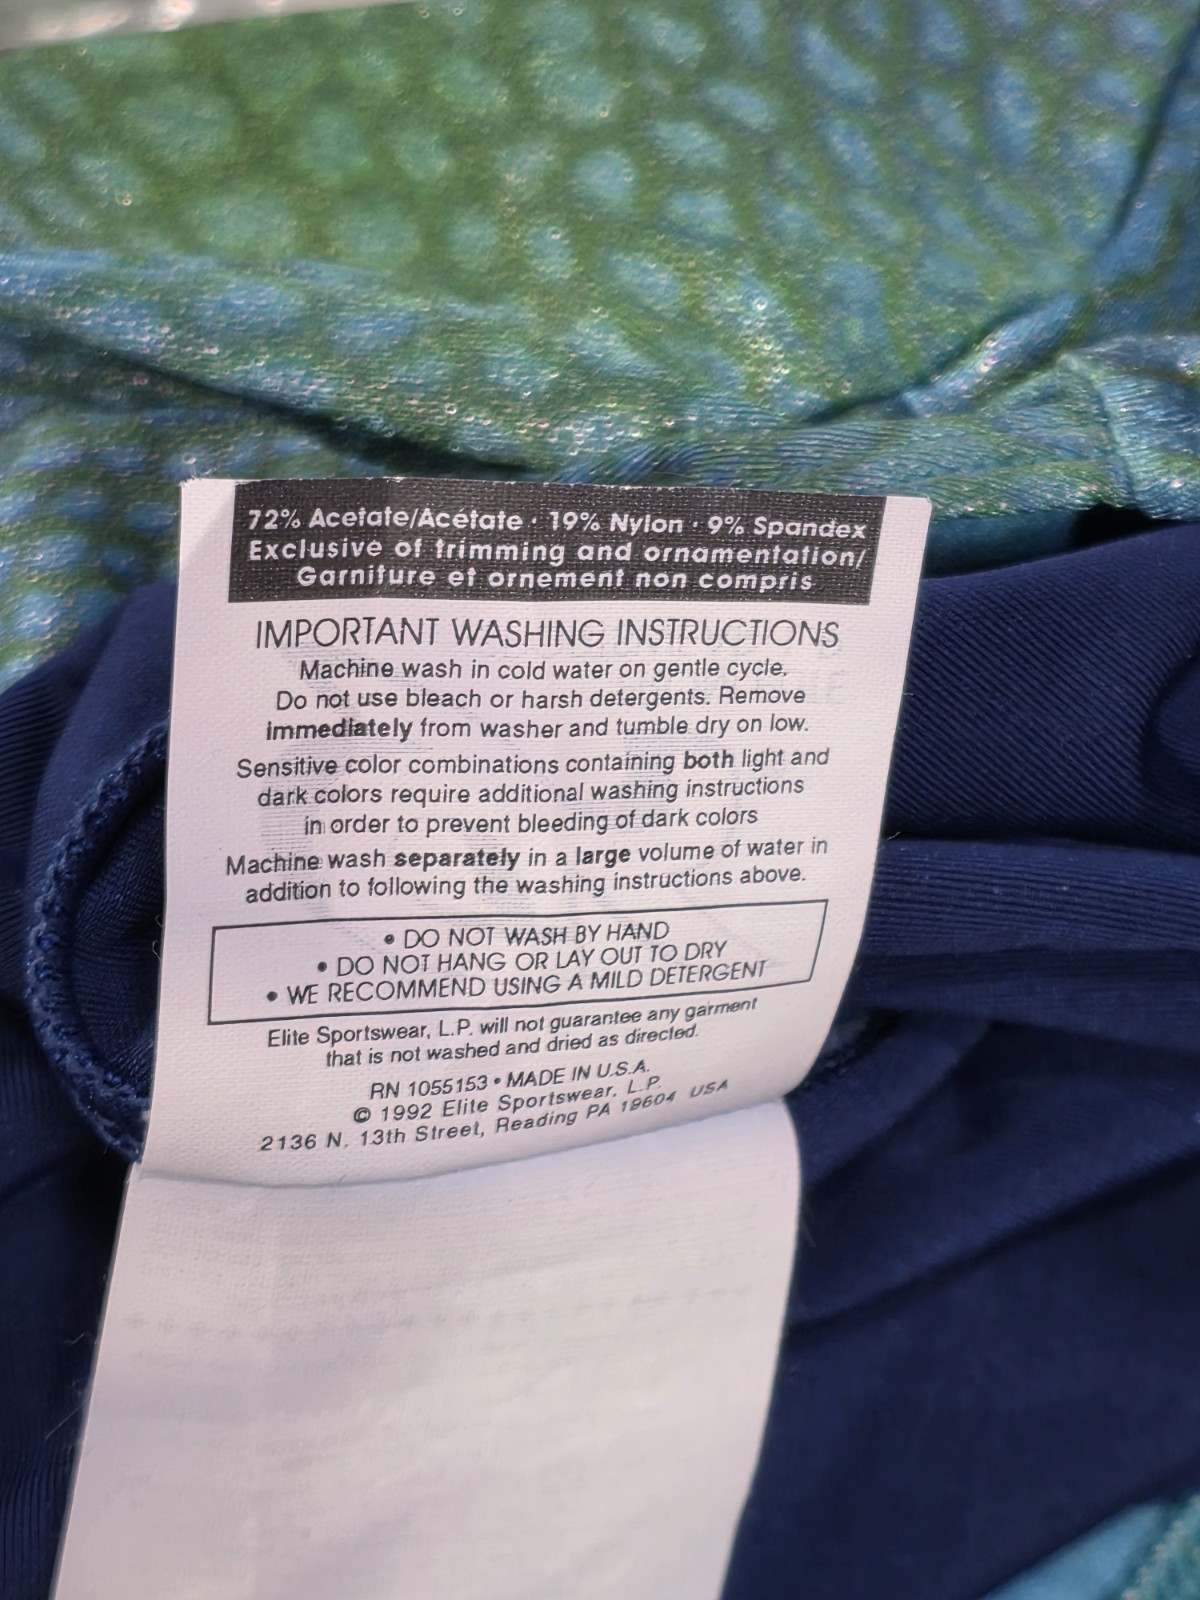 72% Acetate/Acétate · 19% Nylon · 9% Spandex
Exclusive of trimming and ornamentation/
Garniture et ornement non compris
IMPORTANT WASHING INSTRUCTIONS
Machine wash in cold water on gentle cycle.
Do not use bleach or harsh detergents. Remove
immediately from washer and tumble dry on low.
Sensitive color combinations containing both light and
dark colors require additional washing instructions
in order to prevent bleeding of dark colors
Machine wash separately in a large volume of water in
addition to following the washing instructions above.
• DO NOT WASH BY HAND
• DO NOT HANG OR LAY OUT TO DRY
• WE RECOMMEND USING A MILD DETERGENT
Elite Sportswear, L.P. will not guarantee any garment
that is not washed and dried as directed.
RN 1055153 • MADE IN U.S.A.
© 1992 Elite Sportswear, L.P.
2136 N. 13th Street, Reading PA 19604 USA